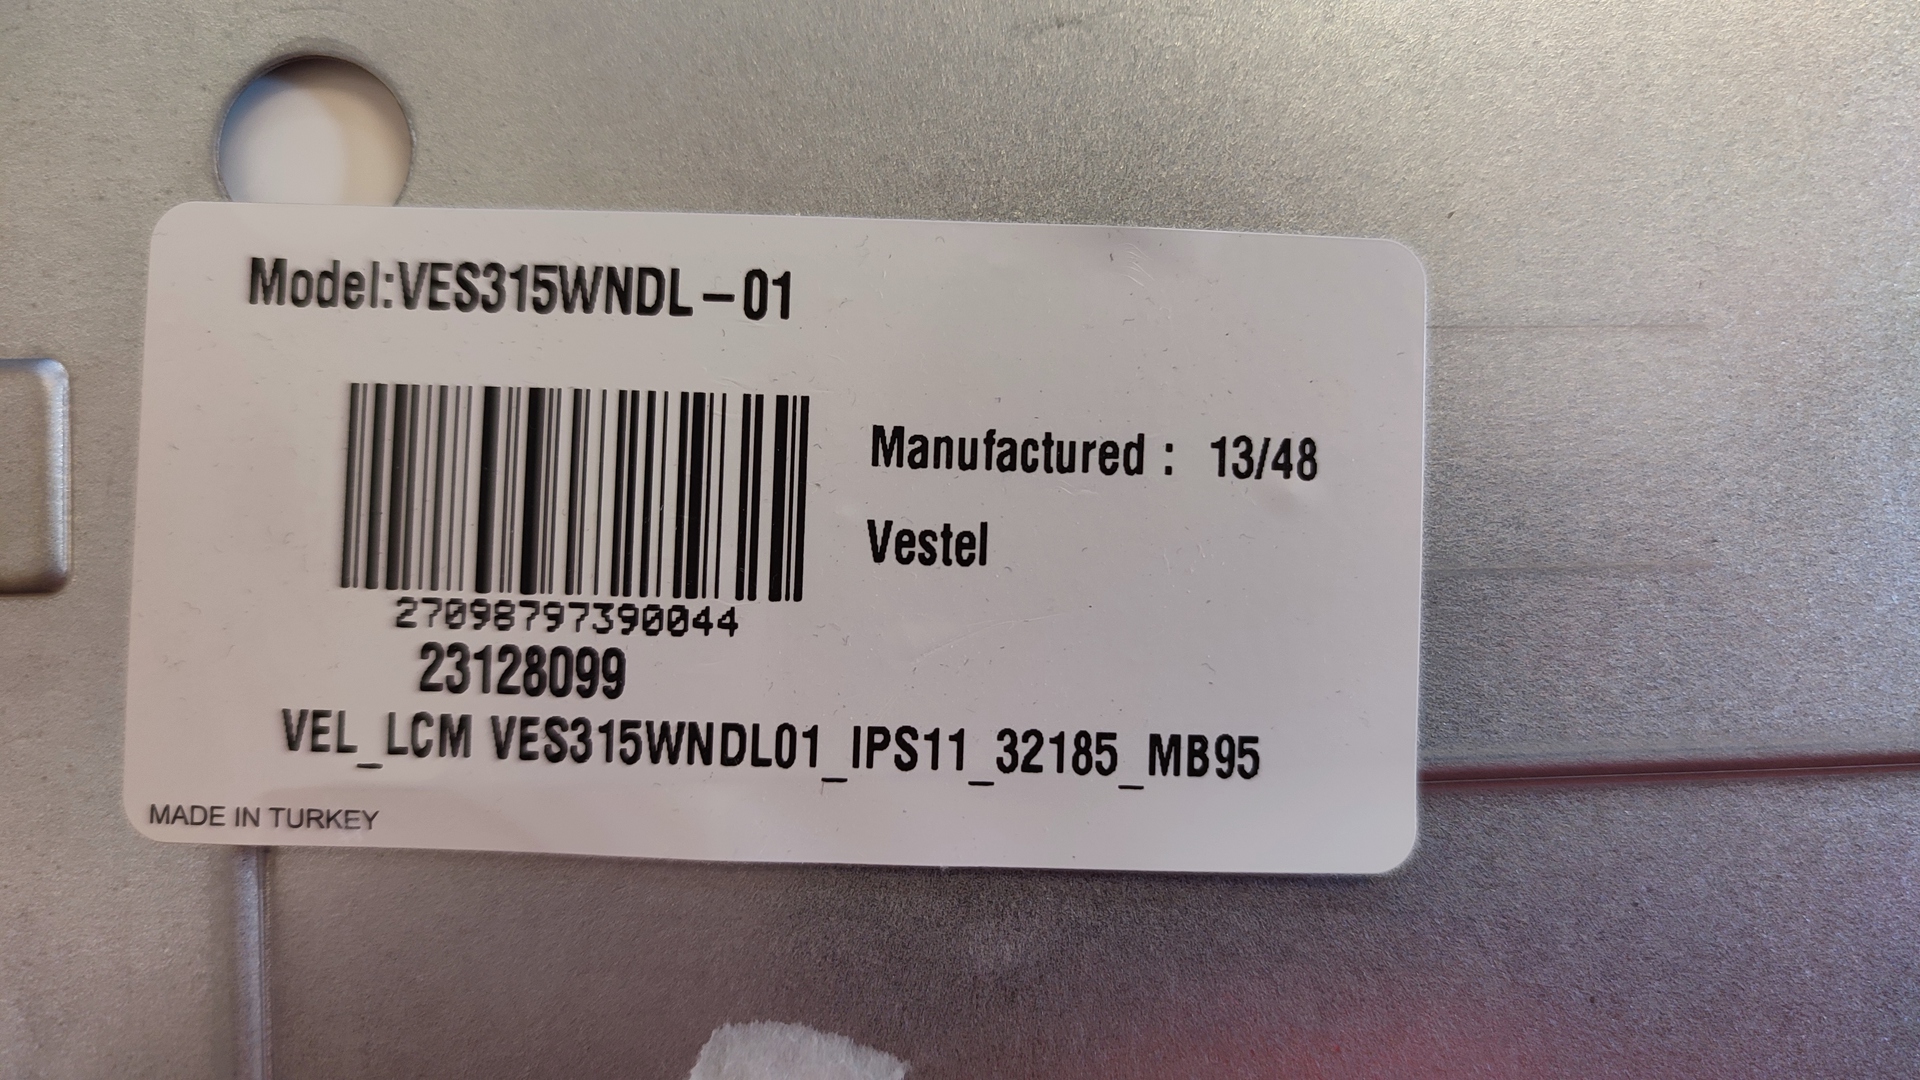 Model:VES315WNDL-01
Manufactured : 13/48
Vestel
27098797390044
23128099
VEL_LCM VES315WNDL01_IPS11_32185_MB95
MADE IN TURKEY